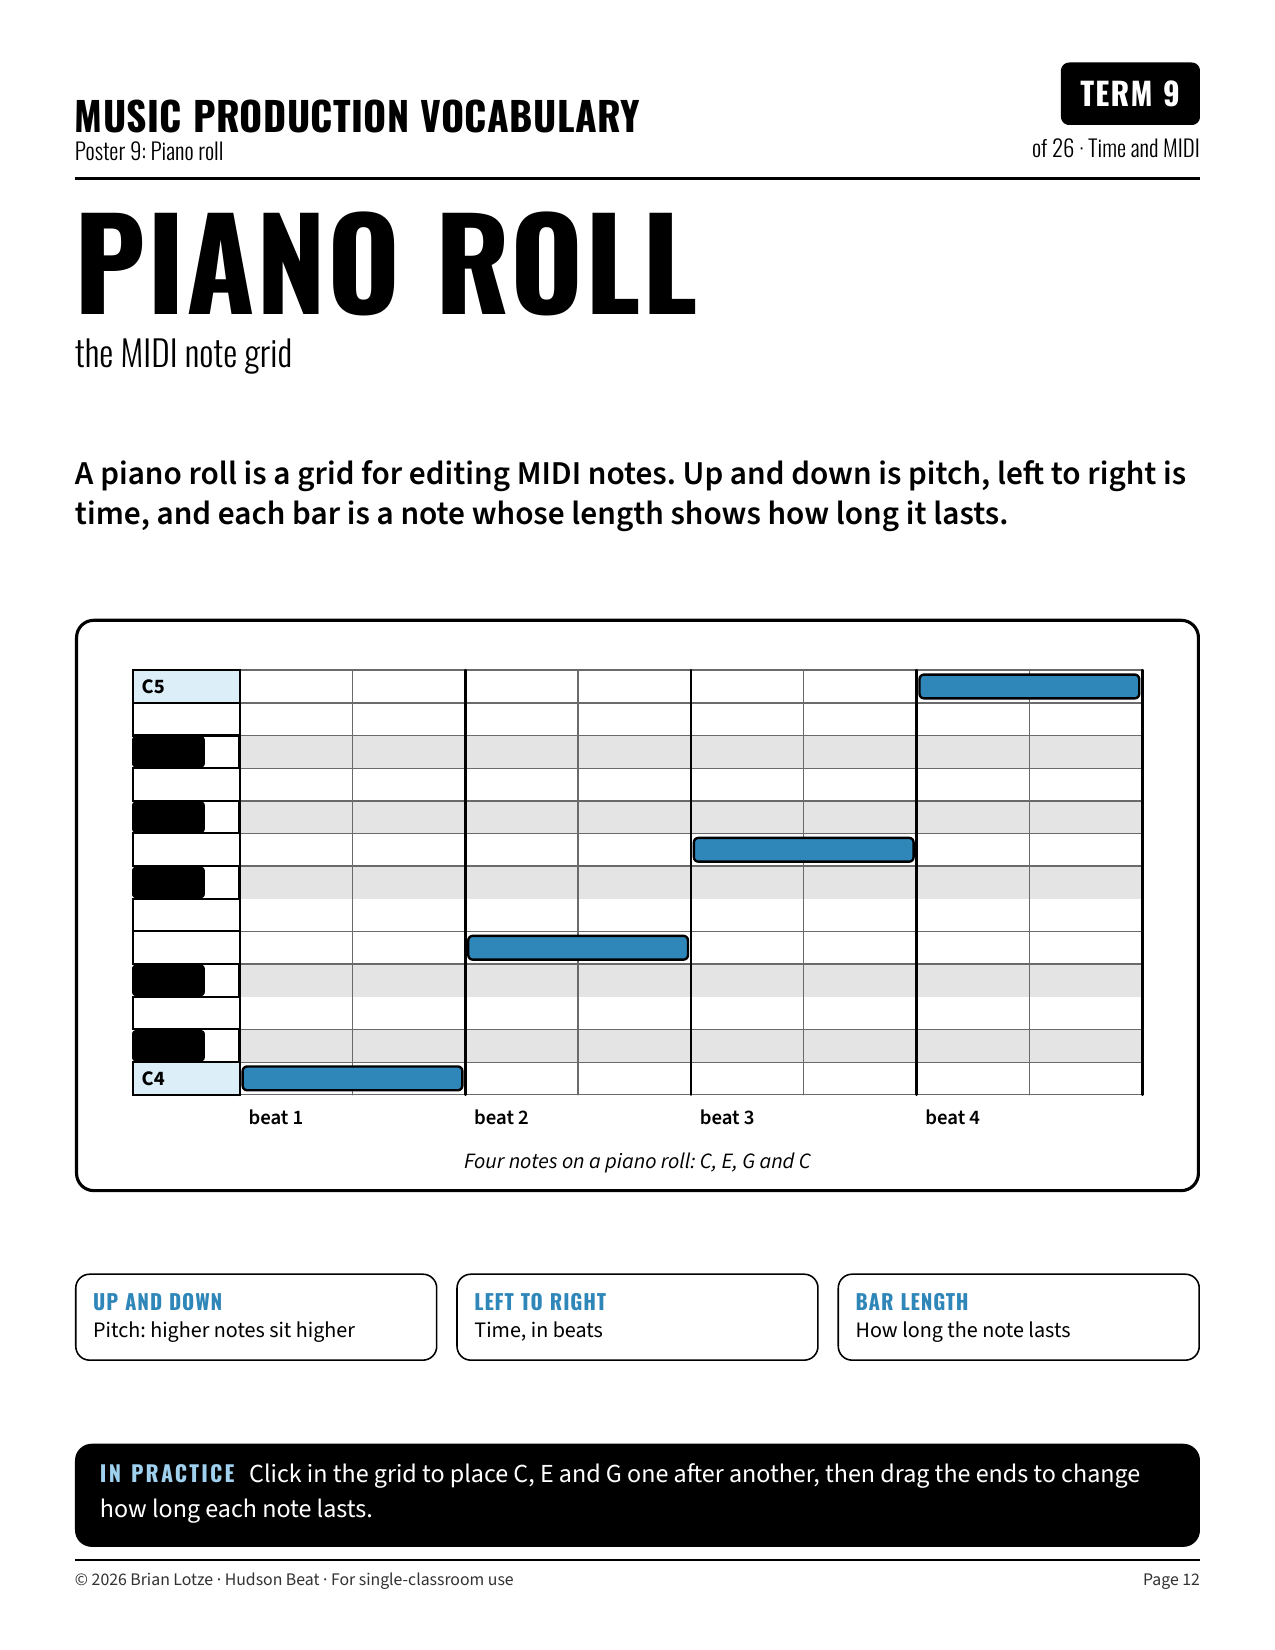 MUSIC PRODUCTION VOCABULARY
Poster 9: Piano roll
TERM 9
of 26 · Time and MIDI
PIANO ROLL
the MIDI note grid
A piano roll is a grid for editing MIDI notes. Up and down is pitch, left to right is
time, and each bar is a note whose length shows how long it lasts.
C5
C4
beat 1
beat 2
beat 3
beat 4
Four notes on a piano roll: C, E, G and C
UP AND DOWN
Pitch: higher notes sit higher
LEFT TO RIGHT
Time, in beats
BAR LENGTH
How long the note lasts
IN PRACTICE Click in the grid to place C, E and G one after another, then drag the ends to change
how long each note lasts.
© 2026 Brian Lotze · Hudson Beat · For single-classroom use
Page 12